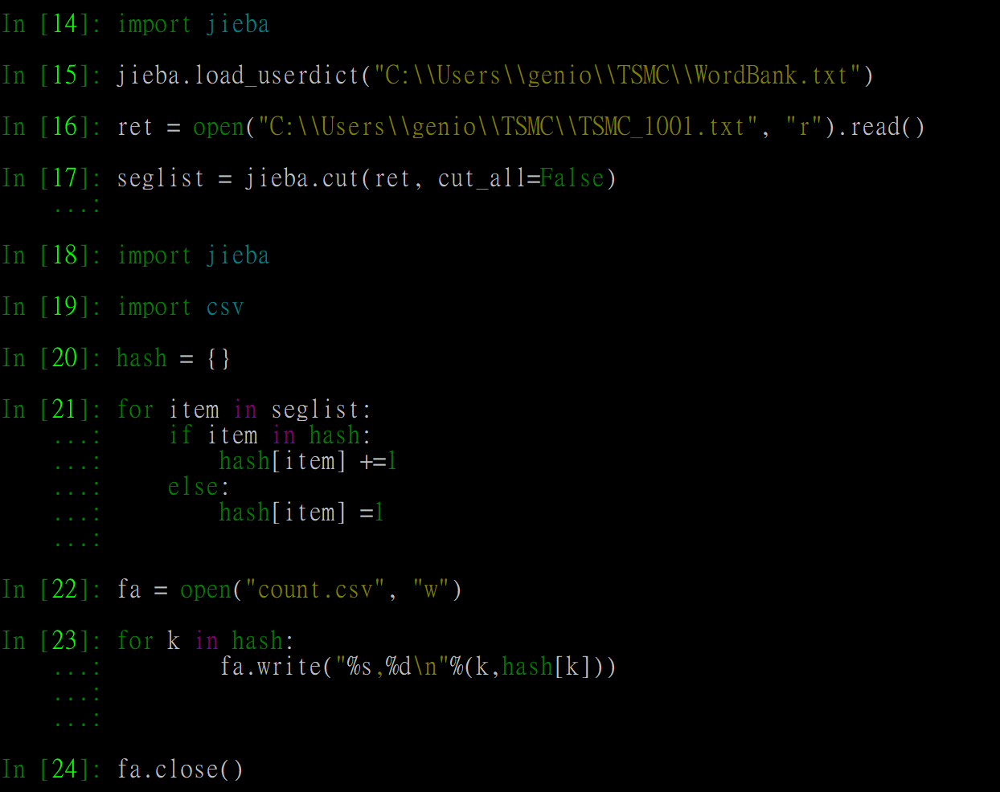 In [14]: import jieba
In [15]: jieba.load_userdict("C:\\Users\\genio\\TSMC\\WordBank.txt")
In [16]: ret = open("C:\\Users\\genio\\TSMC\\TSMC_1001.txt", "r").read()
In [17]: seglist = jieba.cut(ret, cut_all=False)
    ...:
In [18]: import jieba
In [19]: import csv
In [20]: hash = {}
In [21]: for item in seglist:
    ...:     if item in hash:
    ...:         hash[item] +=1
    ...:     else:
    ...:         hash[item] =1
    ...:
In [22]: fa = open("count.csv", "w")
In [23]: for k in hash:
    ...:         fa.write("%s,%d\n"%(k,hash[k]))
    ...:
    ...:
In [24]: fa.close()